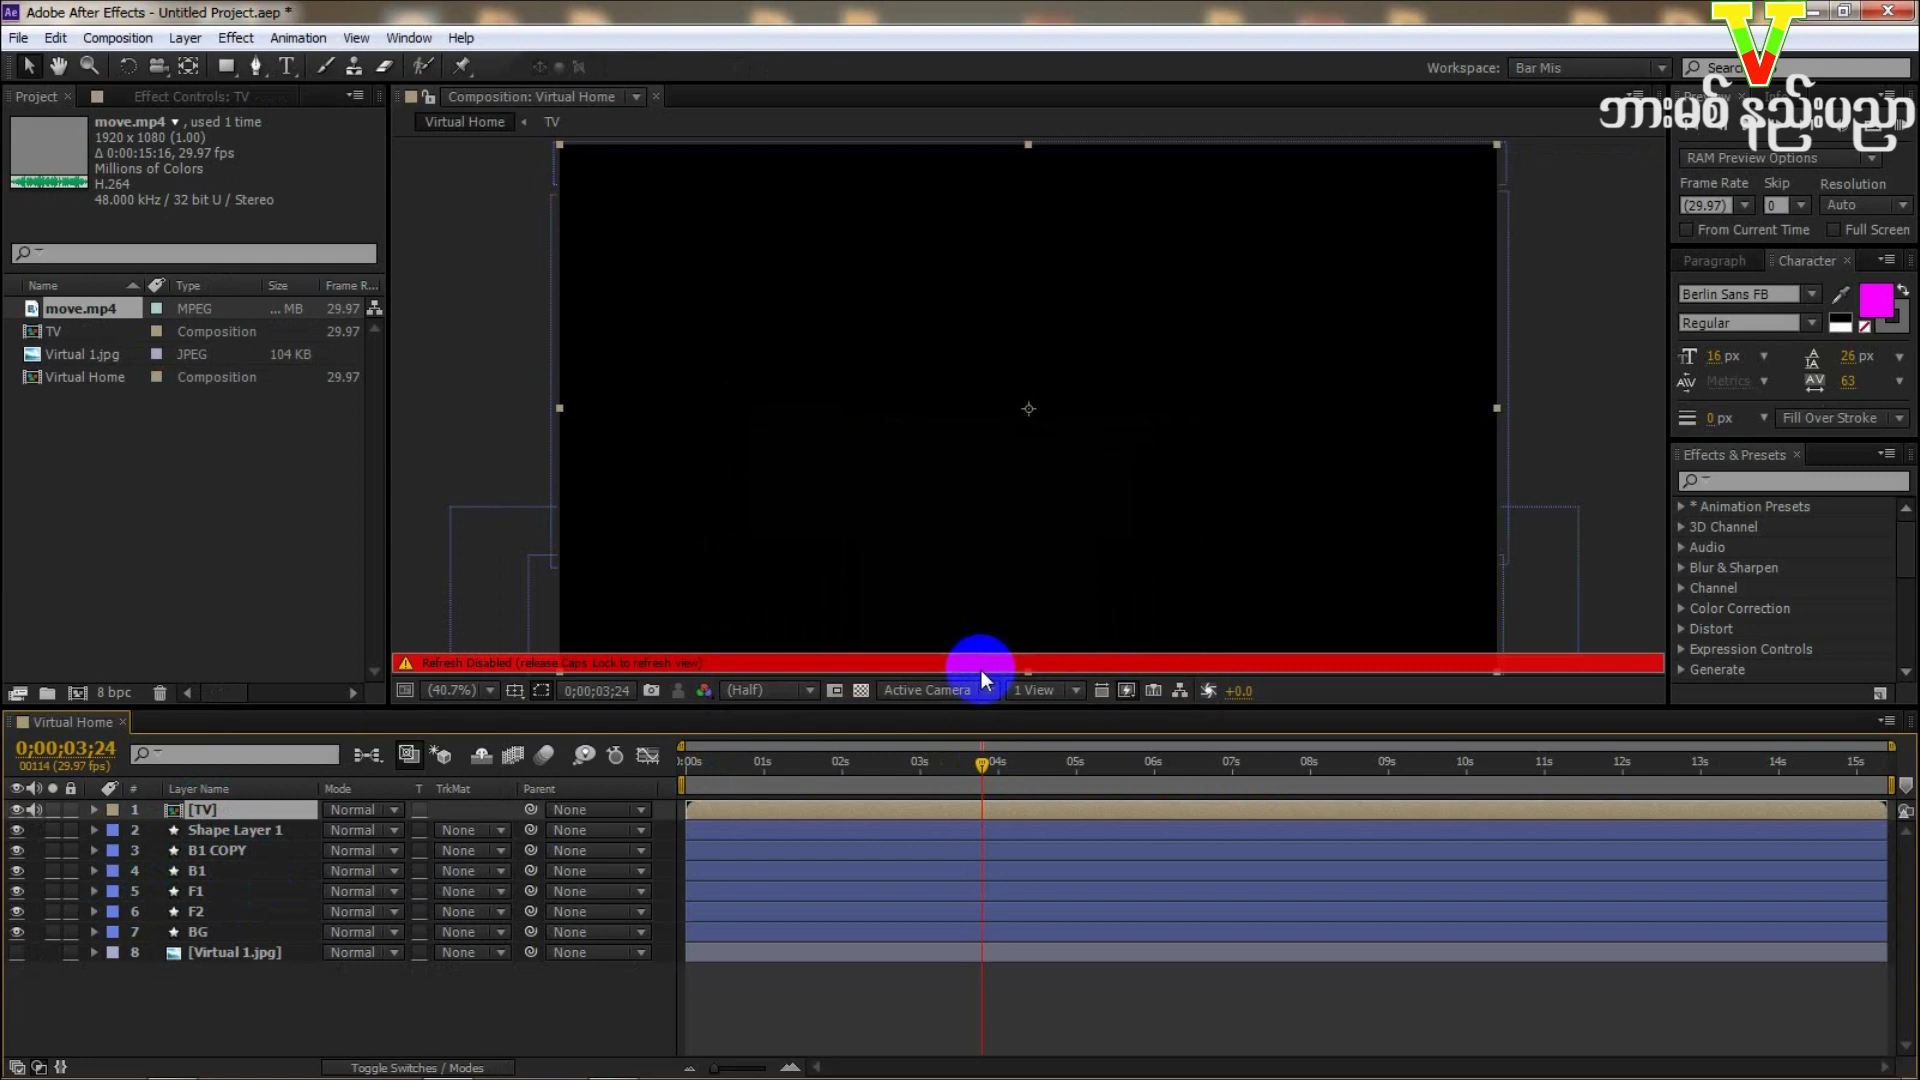 Adobe After Effects - Untitled Project.aep *
V
File Edit Composition Layer Effect Animation View Window Help
Workspace: Bar Mis
ဘားမစ် နည်းပညာ
Project Effect Controls: TV
Composition: Virtual Home
Virtual Home TV
move.mp4 , used 1 time
1920 x 1080 (1.00)
Δ 0:00:15:16, 29.97 fps
Millions of Colors
H.264
48.000 kHz / 32 bit U / Stereo
RAM Preview Options
Frame Rate Skip Resolution
(29.97) 0 Auto
From Current Time Full Screen
Paragraph Character
Berlin Sans FB
Regular
16 px 26 px
Metrics 63
0 px Fill Over Stroke
Effects & Presets
* Animation Presets
3D Channel
Audio
Blur & Sharpen
Channel
Color Correction
Distort
Expression Controls
Generate
Name Type Size Frame R...
move.mp4 MPEG ... MB 29.97
TV Composition 29.97
Virtual 1.jpg JPEG 104 KB
Virtual Home Composition 29.97
8 bpc
Refresh Disabled (release Caps Lock to refresh view)
(40.7%) 0;00;03;24 (Half) Active Camera 1 View +0.0
Virtual Home
0;00;03;24
00114 (29.97 fps)
0:00s 01s 02s 03s 04s 05s 06s 07s 08s 09s 10s 11s 12s 13s 14s 15s
# Layer Name Mode T TrkMat Parent
1 [TV] Normal None
2 Shape Layer 1 Normal None None
3 B1 COPY Normal None None
4 B1 Normal None None
5 F1 Normal None None
6 F2 Normal None None
7 BG Normal None None
8 [Virtual 1.jpg] Normal None None
Toggle Switches / Modes